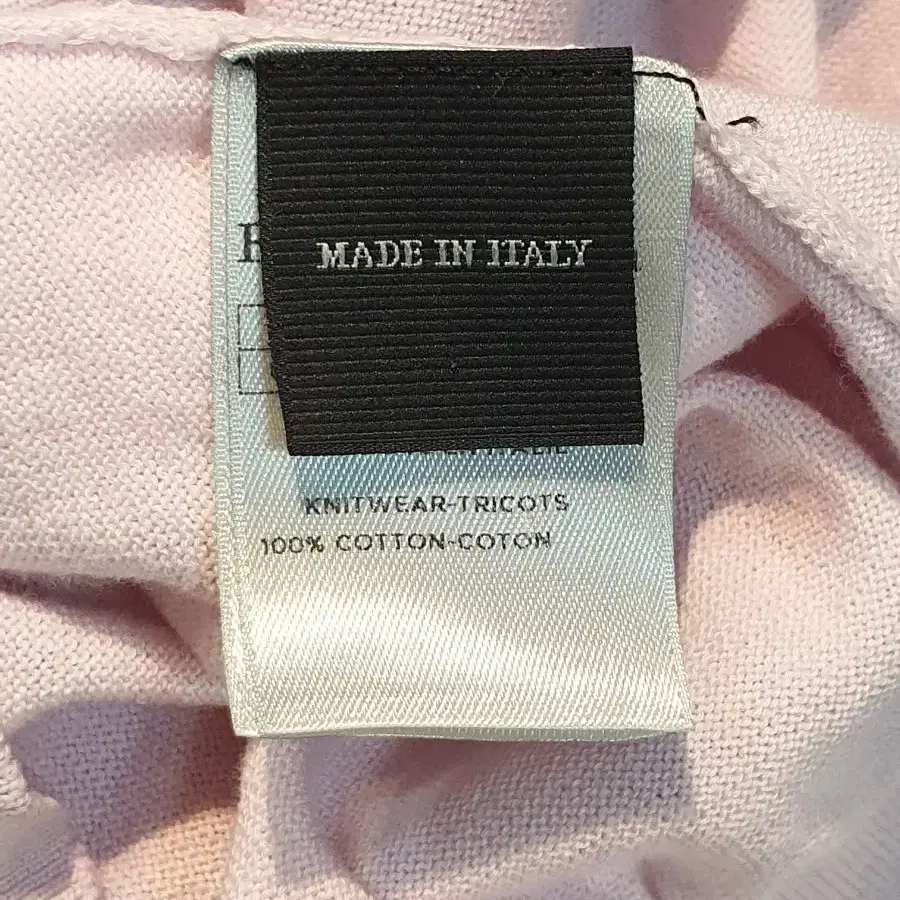 MADE IN ITALY
KNITWEAR-TRICOTS
100% COTTON-COTON